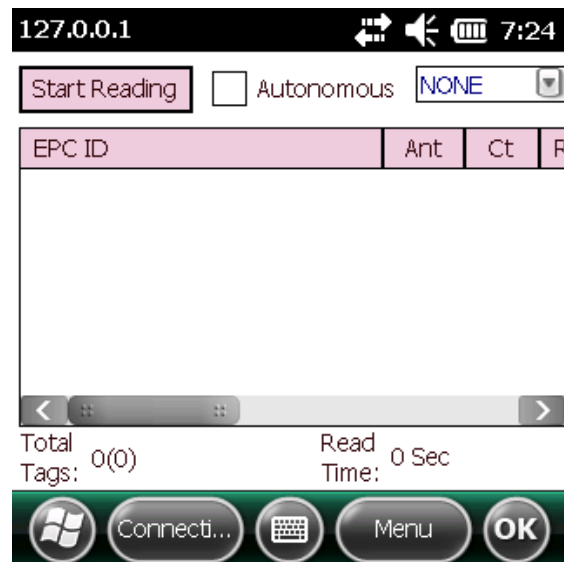 127.0.0.1 7:24
Start Reading Autonomous NONE
EPC ID Ant Ct R
Total Tags: 0(0) Read Time: 0 Sec
Connecti... Menu OK